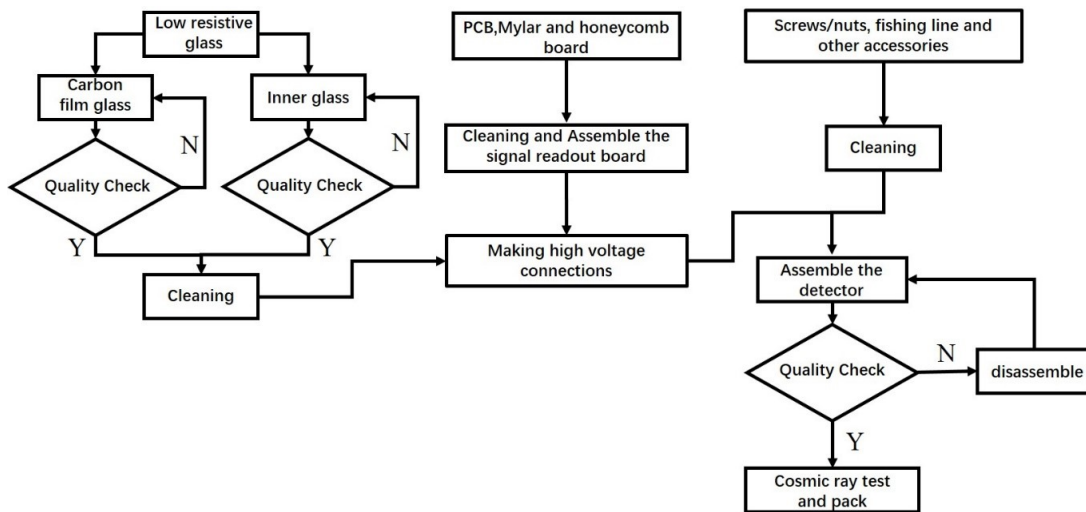 Low resistive
glass
Carbon
film glass
Inner glass
N
N
Quality Check
Quality Check
Y
Y
Cleaning
PCB,Mylar and honeycomb
board
Cleaning and Assemble the
signal readout board
Making high voltage
connections
Screws/nuts, fishing line and
other accessories
Cleaning
Assemble the
detector
Quality Check
N
disassemble
Y
Cosmic ray test
and pack